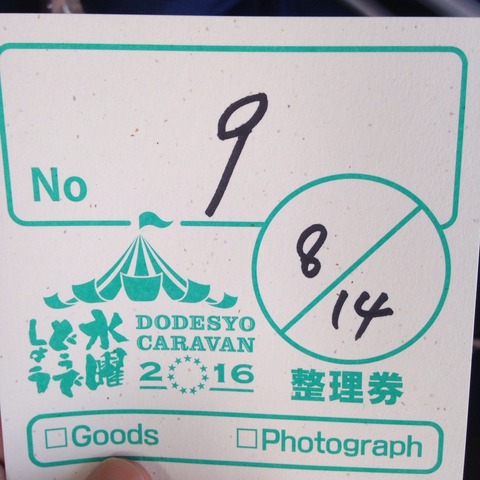 No 9
8/14
水曜
どうで
しょう
DODESYO
CARAVAN
2016
整理券
□Goods □Photograph